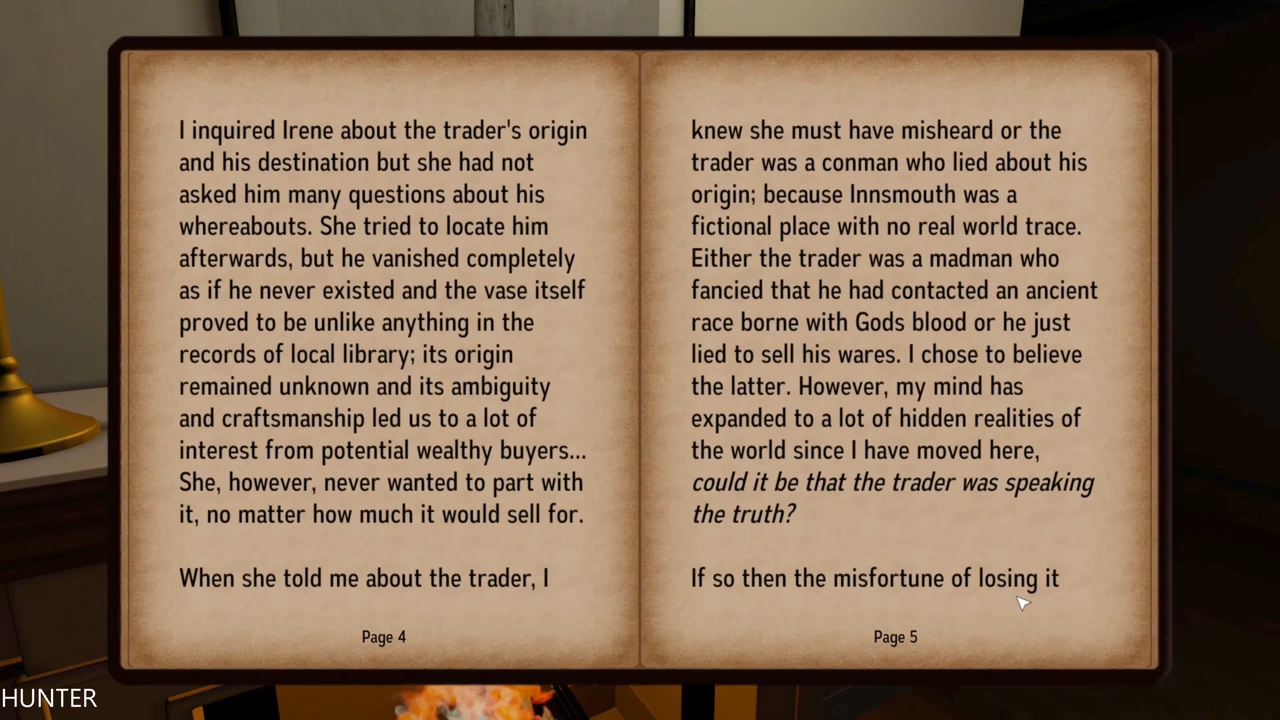 I inquired Irene about the trader's origin
and his destination but she had not
asked him many questions about his
whereabouts. She tried to locate him
afterwards, but he vanished completely
as if he never existed and the vase itself
proved to be unlike anything in the
records of local library; its origin
remained unknown and its ambiguity
and craftsmanship led us to a lot of
interest from potential wealthy buyers...
She, however, never wanted to part with
it, no matter how much it would sell for.
When she told me about the trader, I
Page 4
knew she must have misheard or the
trader was a conman who lied about his
origin; because Innsmouth was a
fictional place with no real world trace.
Either the trader was a madman who
fancied that he had contacted an ancient
race borne with Gods blood or he just
lied to sell his wares. I chose to believe
the latter. However, my mind has
expanded to a lot of hidden realities of
the world since I have moved here,
could it be that the trader was speaking
the truth?
If so then the misfortune of losing it
Page 5
HUNTER